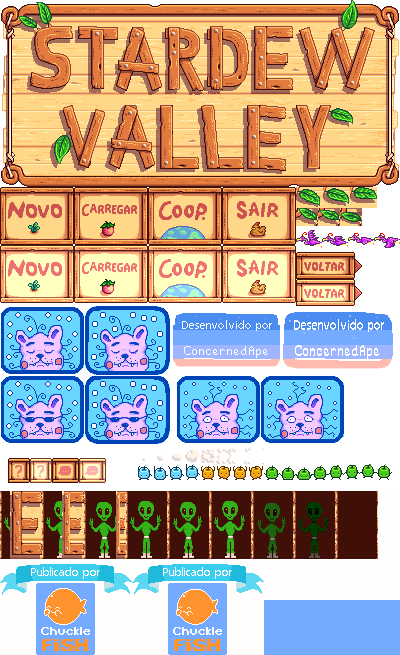 STARDEW
VALLEY
NOVO CARREGAR COOP. SAIR
NOVO CARREGAR COOP. SAIR
VOLTAR
VOLTAR
Desenvolvido por
ConcernedApe
Desenvolvido por
ConcernedApe
? ?
E E E
Publicado por
Chuckle
FISH
Publicado por
Chuckle
FISH